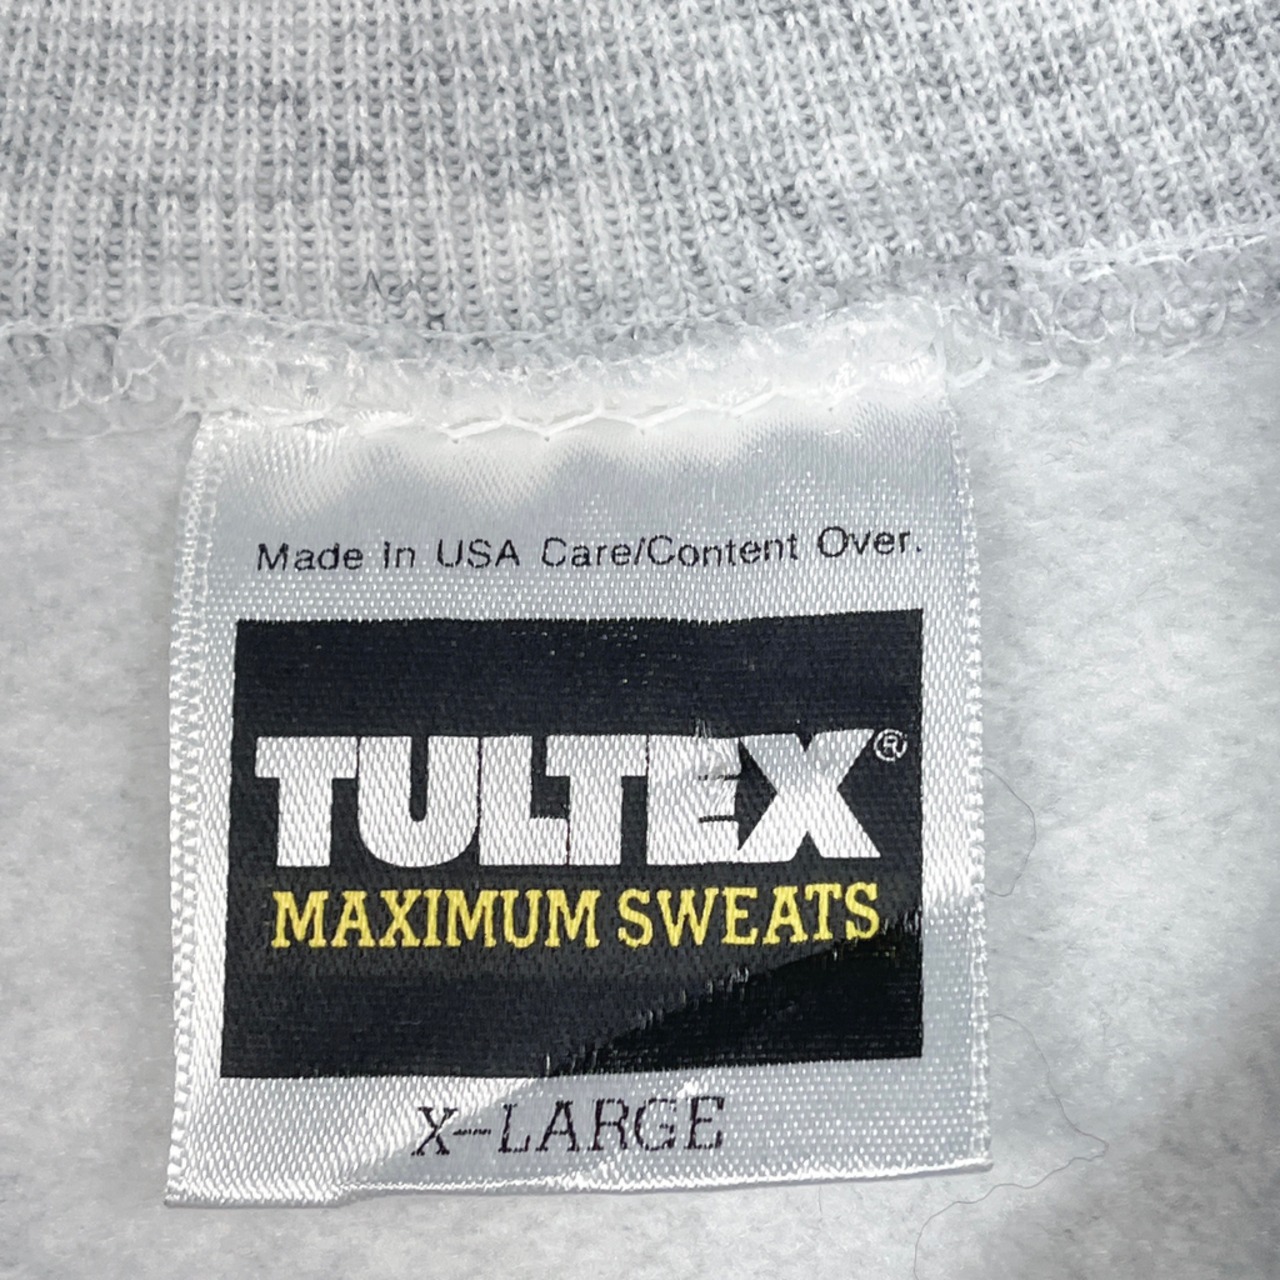 Made in USA Care/Content Over.
TULTEX®
MAXIMUM SWEATS
X-LARGE